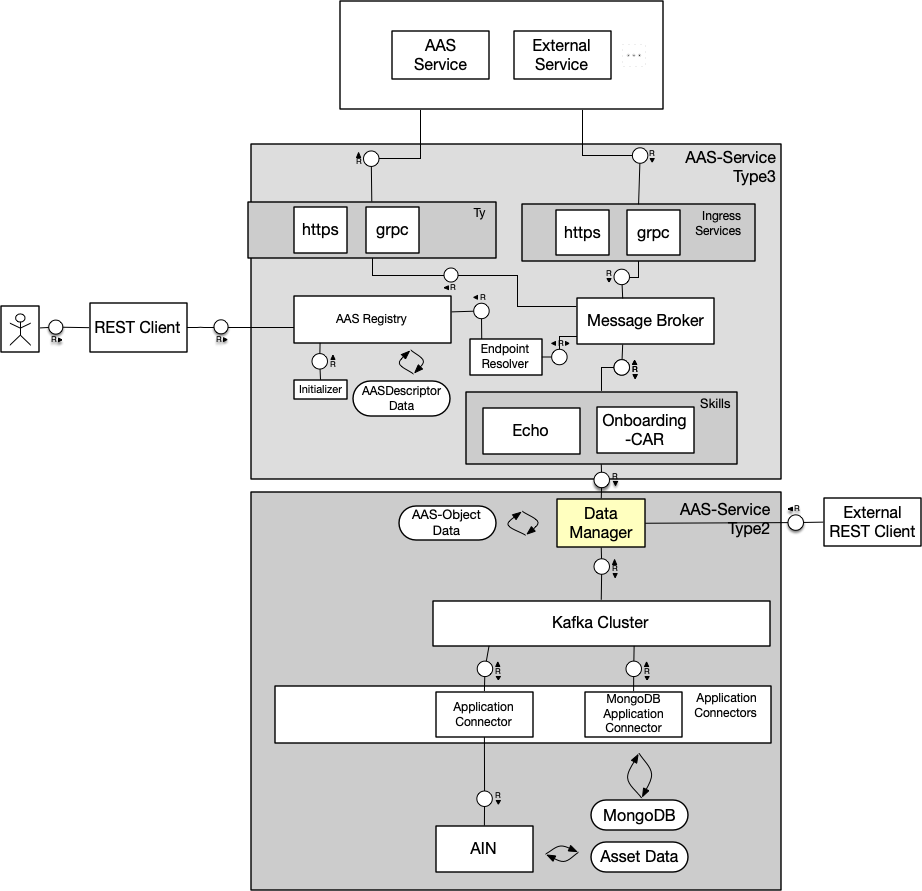 AAS
Service
External
Service
...
AAS-Service
Type3
R
R
Ty
https
grpc
Ingress
Services
https
grpc
R
R
REST Client
R
R
AAS Registry
R
Message Broker
Endpoint
Resolver
R
R
Initializer
AASDescriptor
Data
R
Skills
Echo
Onboarding
-CAR
R
AAS-Object
Data
Data
Manager
AAS-Service
Type2
R
External
REST Client
R
Kafka Cluster
R
R
Application
Connector
MongoDB
Application
Connector
Application
Connectors
R
MongoDB
AIN
Asset Data